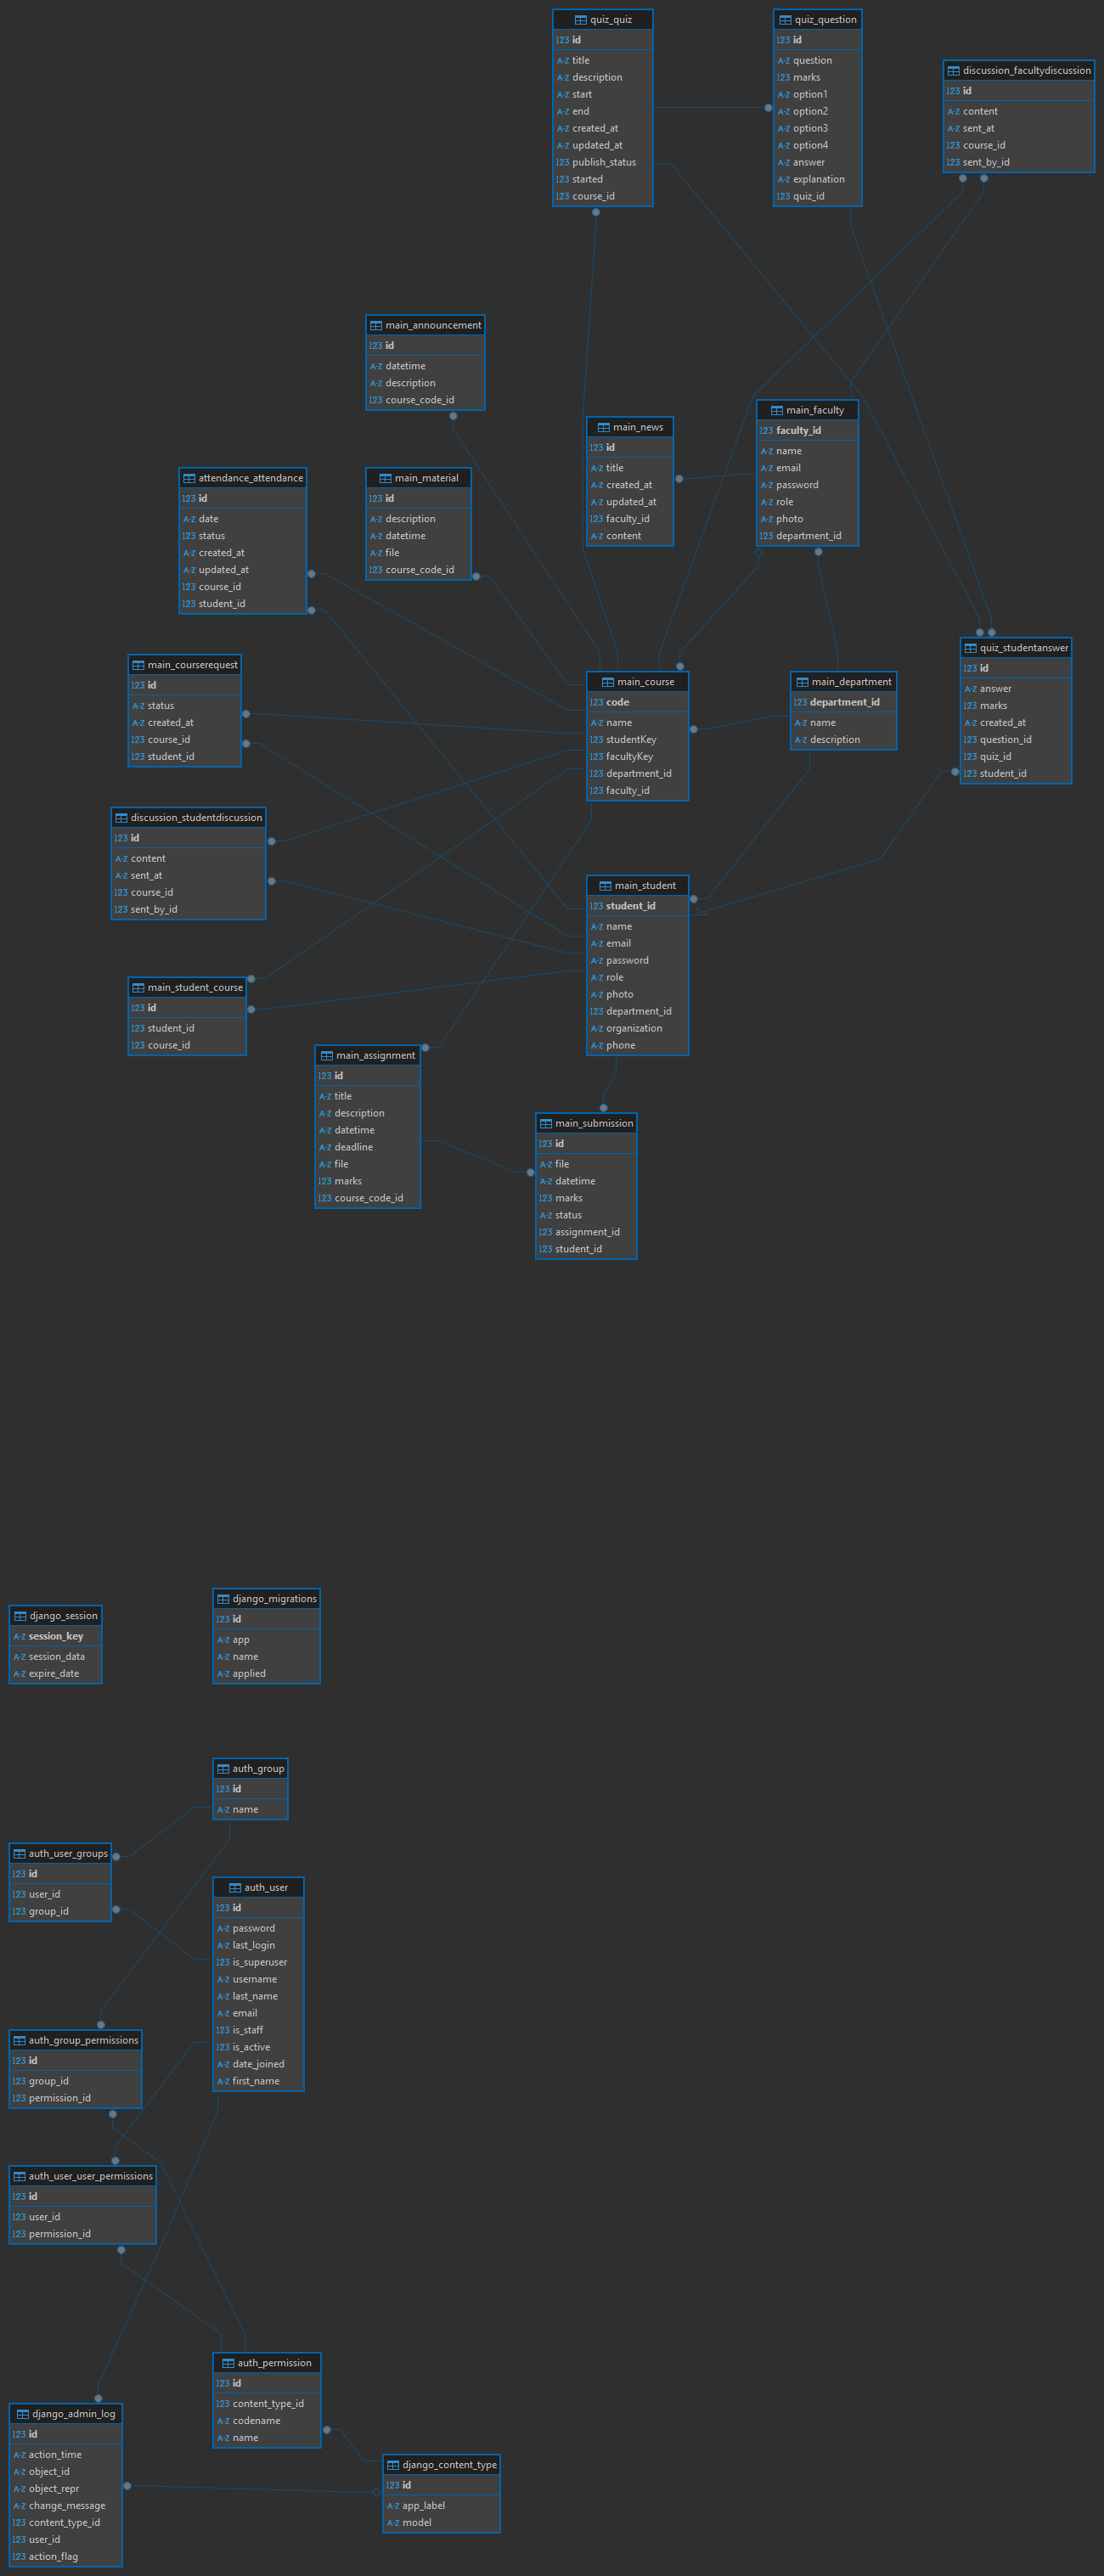 quiz_quiz
123 id
A-Z title
A-Z description
A-Z start
A-Z end
A-Z created_at
A-Z updated_at
123 publish_status
123 started
123 course_id
quiz_question
123 id
A-Z question
123 marks
A-Z option1
A-Z option2
A-Z option3
A-Z option4
A-Z answer
A-Z explanation
123 quiz_id
discussion_facultydiscussion
123 id
A-Z content
A-Z sent_at
123 course_id
123 sent_by_id
main_announcement
123 id
A-Z datetime
A-Z description
123 course_code_id
main_news
123 id
A-Z title
A-Z created_at
A-Z updated_at
123 faculty_id
A-Z content
main_faculty
123 faculty_id
A-Z name
A-Z email
A-Z password
A-Z role
A-Z photo
123 department_id
attendance_attendance
123 id
A-Z date
123 status
A-Z created_at
A-Z updated_at
123 course_id
123 student_id
main_material
123 id
A-Z description
A-Z datetime
A-Z file
123 course_code_id
main_courserequest
123 id
A-Z status
A-Z created_at
123 course_id
123 student_id
main_course
123 code
A-Z name
123 studentKey
123 facultyKey
123 department_id
123 faculty_id
main_department
123 department_id
A-Z name
A-Z description
quiz_studentanswer
123 id
A-Z answer
123 marks
A-Z created_at
123 question_id
123 quiz_id
123 student_id
discussion_studentdiscussion
123 id
A-Z content
A-Z sent_at
123 course_id
123 sent_by_id
main_student
123 student_id
A-Z name
A-Z email
A-Z password
A-Z role
A-Z photo
123 department_id
A-Z organization
A-Z phone
main_student_course
123 id
123 student_id
123 course_id
main_assignment
123 id
A-Z title
A-Z description
A-Z datetime
A-Z deadline
A-Z file
123 marks
123 course_code_id
main_submission
123 id
A-Z file
A-Z datetime
123 marks
A-Z status
123 assignment_id
123 student_id
django_session
A-Z session_key
A-Z session_data
A-Z expire_date
django_migrations
123 id
A-Z app
A-Z name
A-Z applied
auth_group
123 id
A-Z name
auth_user_groups
123 id
123 user_id
123 group_id
auth_user
123 id
A-Z password
A-Z last_login
123 is_superuser
A-Z username
A-Z last_name
A-Z email
123 is_staff
123 is_active
A-Z date_joined
A-Z first_name
auth_group_permissions
123 id
123 group_id
123 permission_id
auth_user_user_permissions
123 id
123 user_id
123 permission_id
auth_permission
123 id
123 content_type_id
A-Z codename
A-Z name
django_admin_log
123 id
A-Z action_time
A-Z object_id
A-Z object_repr
A-Z change_message
123 content_type_id
123 user_id
123 action_flag
django_content_type
123 id
A-Z app_label
A-Z model